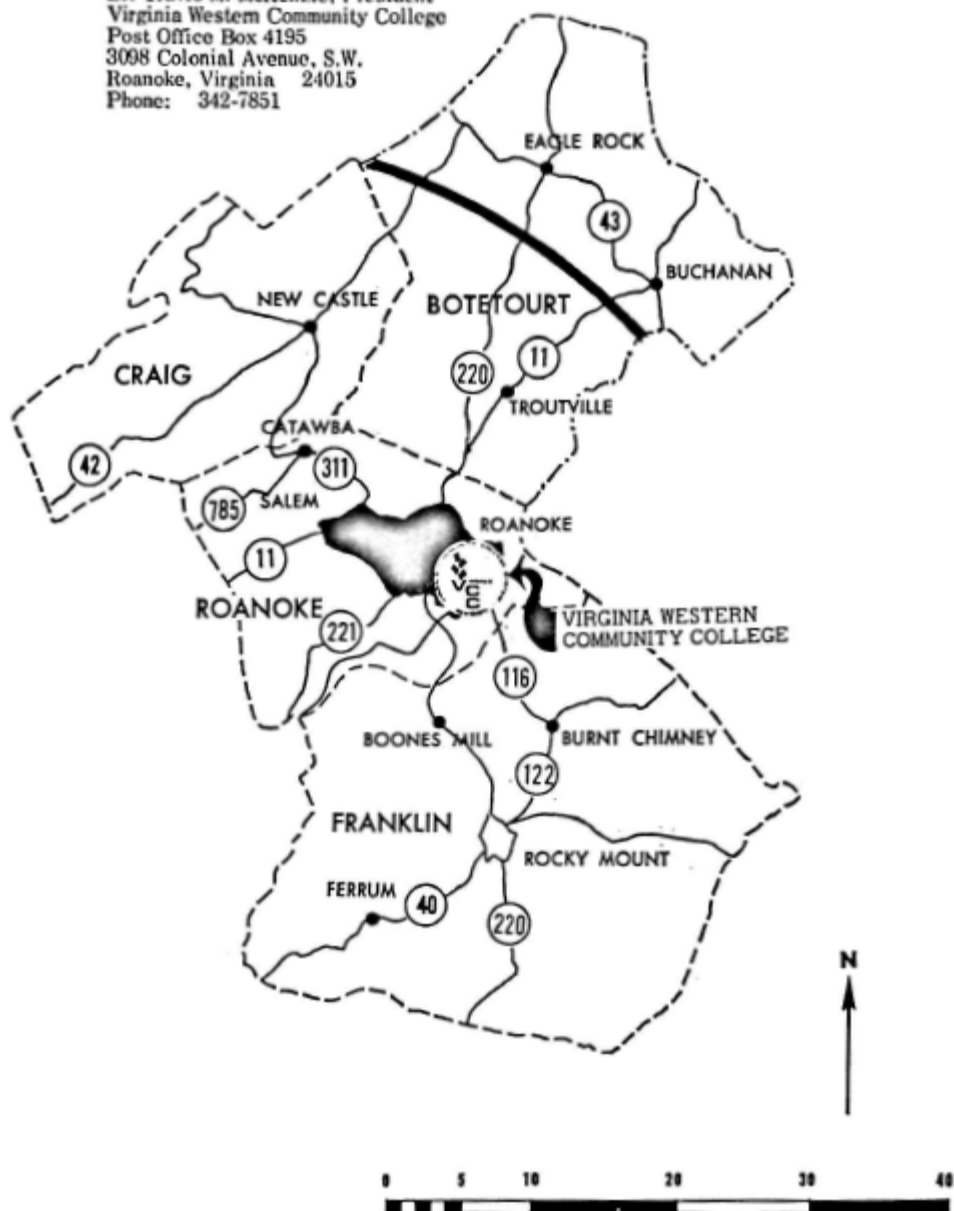 Virginia Western Community College
Post Office Box 4195
3098 Colonial Avenue, S.W.
Roanoke, Virginia 24015
Phone: 342-7851
EAGLE ROCK
43
BUCHANAN
NEW CASTLE
BOTETOURT
11
CRAIG
220
TROUTVILLE
CATAWBA
42
311
785
SALEM
ROANOKE
11
ROANOKE
VIRGINIA WESTERN
COMMUNITY COLLEGE
221
116
BOONES MILL
BURNT CHIMNEY
122
FRANKLIN
ROCKY MOUNT
FERRUM
40
220
N
0 5 10 20 30 40